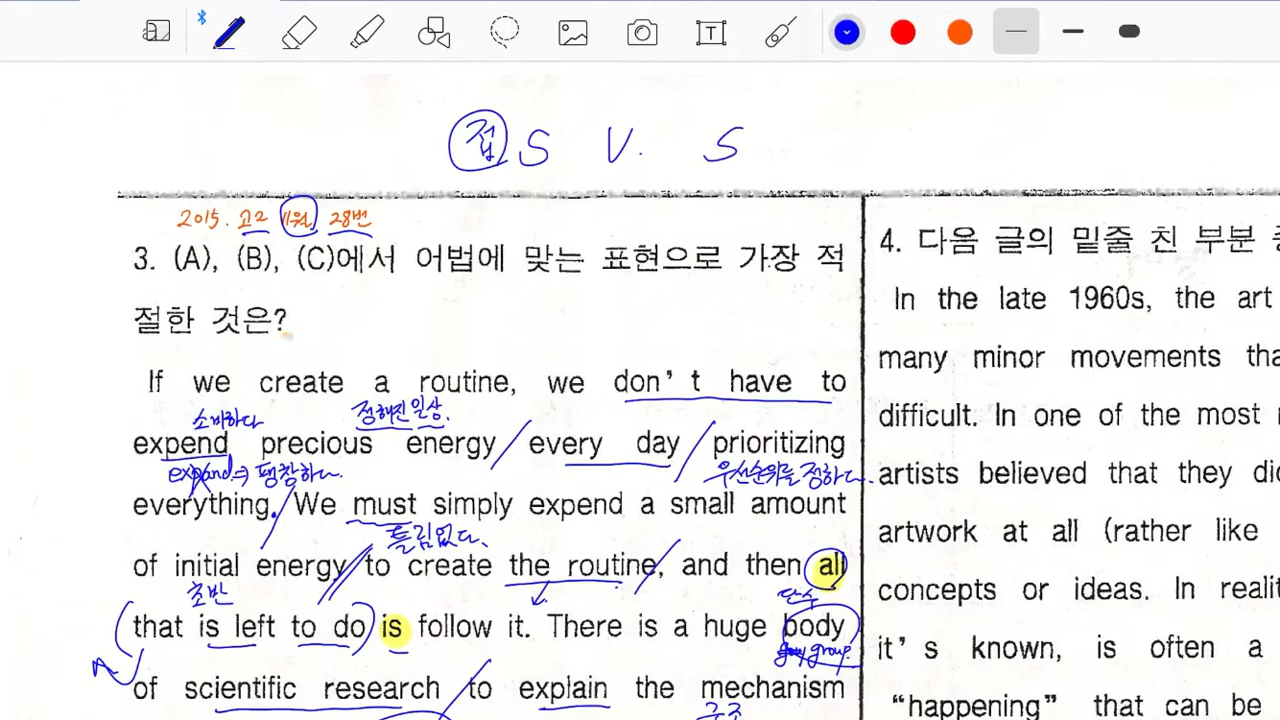 T
접 S V. S
2015. 고2 11월 28번
3. (A), (B), (C)에서 어법에 맞는 표현으로 가장 적
절한 것은?
If we create a routine, we don't have to
소비하다 정해진 일상.
expend precious energy / every day / prioritizing
expand ⇒ 팽창하다. 우선순위를 정하다.
everything. We must simply expend a small amount
틀림없다.
of initial energy to create the routine, and then all
초반 단수
that is left to do is follow it. There is a huge body
group.
of scientific research to explain the mechanism
구조
4. 다음 글의 밑줄 친 부분 중
In the late 1960s, the art
many minor movements tha
difficult. In one of the most
artists believed that they di
artwork at all (rather like
concepts or ideas. In realit
it's known, is often a
"happening" that can be